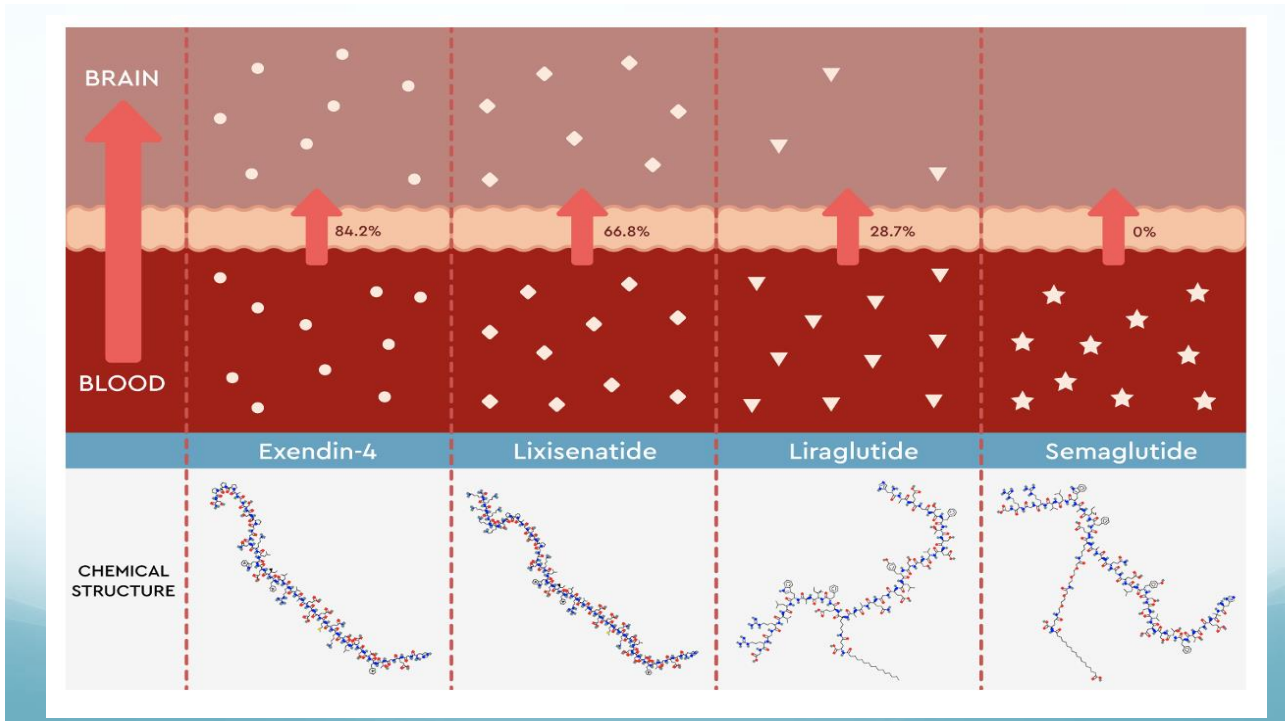 BRAIN
84.2%
66.8%
28.7%
0%
BLOOD
Exendin-4
Lixisenatide
Liraglutide
Semaglutide
CHEMICAL
STRUCTURE